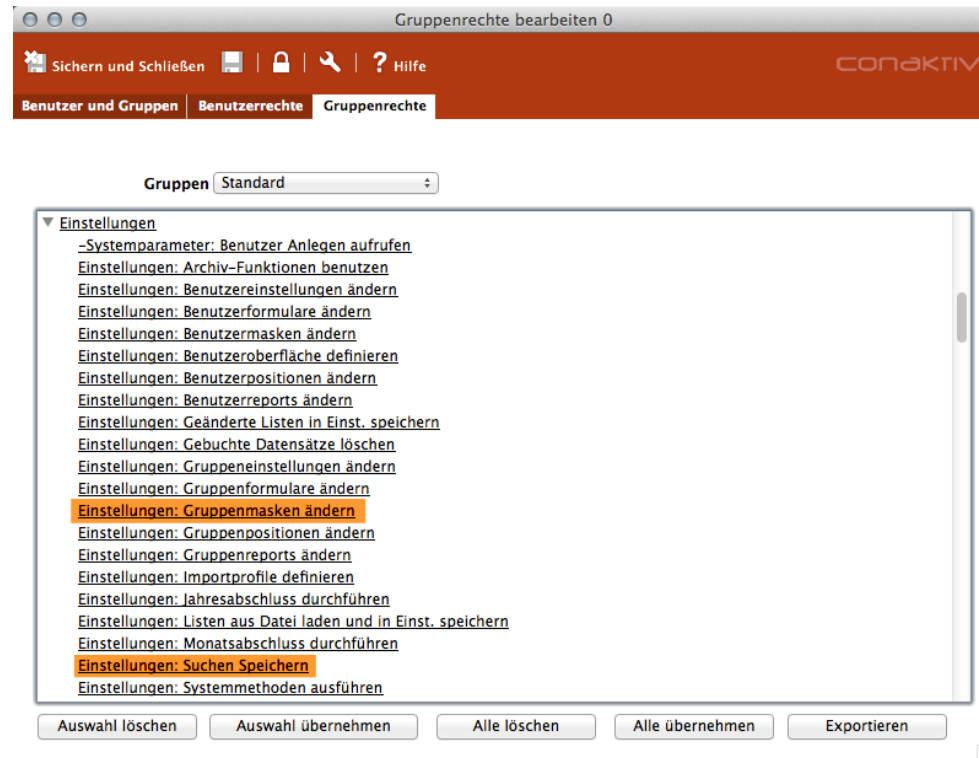 Gruppenrechte bearbeiten 0
Sichern und Schließen | | | ? Hilfe
conaktiv
Benutzer und Gruppen Benutzerrechte Gruppenrechte
Gruppen Standard
Einstellungen
-Systemparameter: Benutzer Anlegen aufrufen
Einstellungen: Archiv-Funktionen benutzen
Einstellungen: Benutzereinstellungen ändern
Einstellungen: Benutzerformulare ändern
Einstellungen: Benutzermasken ändern
Einstellungen: Benutzeroberfläche definieren
Einstellungen: Benutzerpositionen ändern
Einstellungen: Benutzerreports ändern
Einstellungen: Geänderte Listen in Einst. speichern
Einstellungen: Gebuchte Datensätze löschen
Einstellungen: Gruppeneinstellungen ändern
Einstellungen: Gruppenformulare ändern
Einstellungen: Gruppenmasken ändern
Einstellungen: Gruppenpositionen ändern
Einstellungen: Gruppenreports ändern
Einstellungen: Importprofile definieren
Einstellungen: Jahresabschluss durchführen
Einstellungen: Listen aus Datei laden und in Einst. speichern
Einstellungen: Monatsabschluss durchführen
Einstellungen: Suchen Speichern
Einstellungen: Systemmethoden ausführen
Auswahl löschen Auswahl übernehmen Alle löschen Alle übernehmen Exportieren